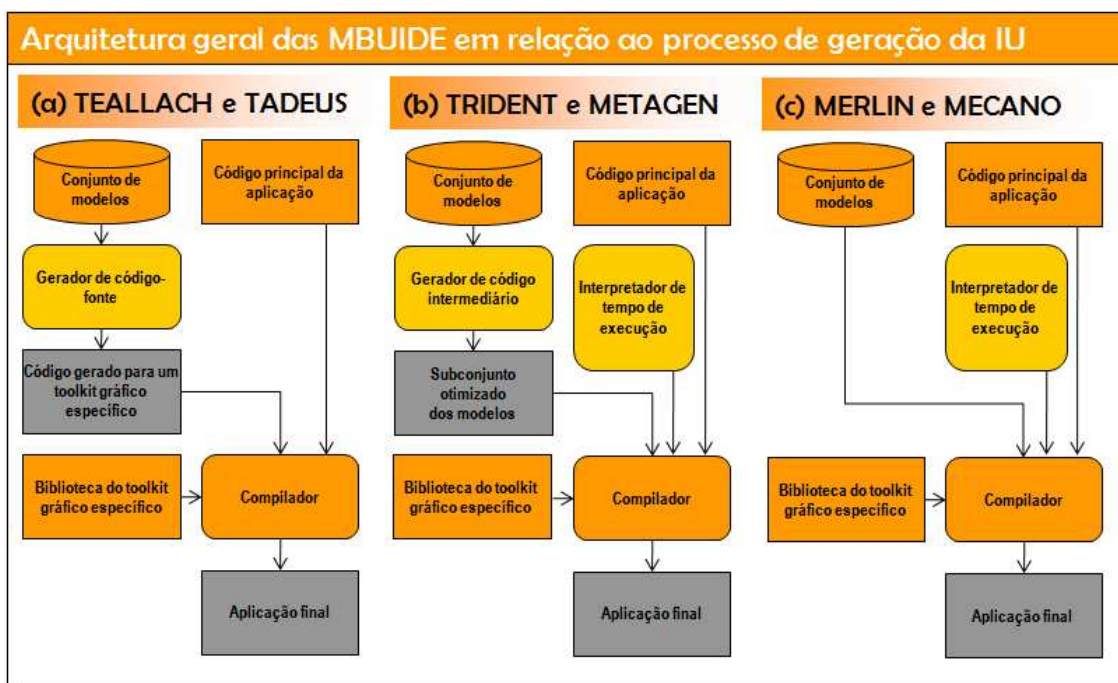 Arquitetura geral das MBUIDE em relação ao processo de geração da IU
(a) TEALLACH e TADEUS
Conjunto de
modelos
Código principal da
aplicação
Gerador de código-
fonte
Código gerado para um
toolkit gráfico
específico
Biblioteca do toolkit
gráfico específico
Compilador
Aplicação final
(b) TRIDENT e METAGEN
Conjunto de
modelos
Código principal da
aplicação
Gerador de código
intermediário
Interpretador de
tempo de
execução
Subconjunto
otimizado
dos modelos
Biblioteca do toolkit
gráfico específico
Compilador
Aplicação final
(c) MERLIN e MECANO
Conjunto de
modelos
Código principal da
aplicação
Interpretador de
tempo de
execução
Biblioteca do toolkit
gráfico específico
Compilador
Aplicação final